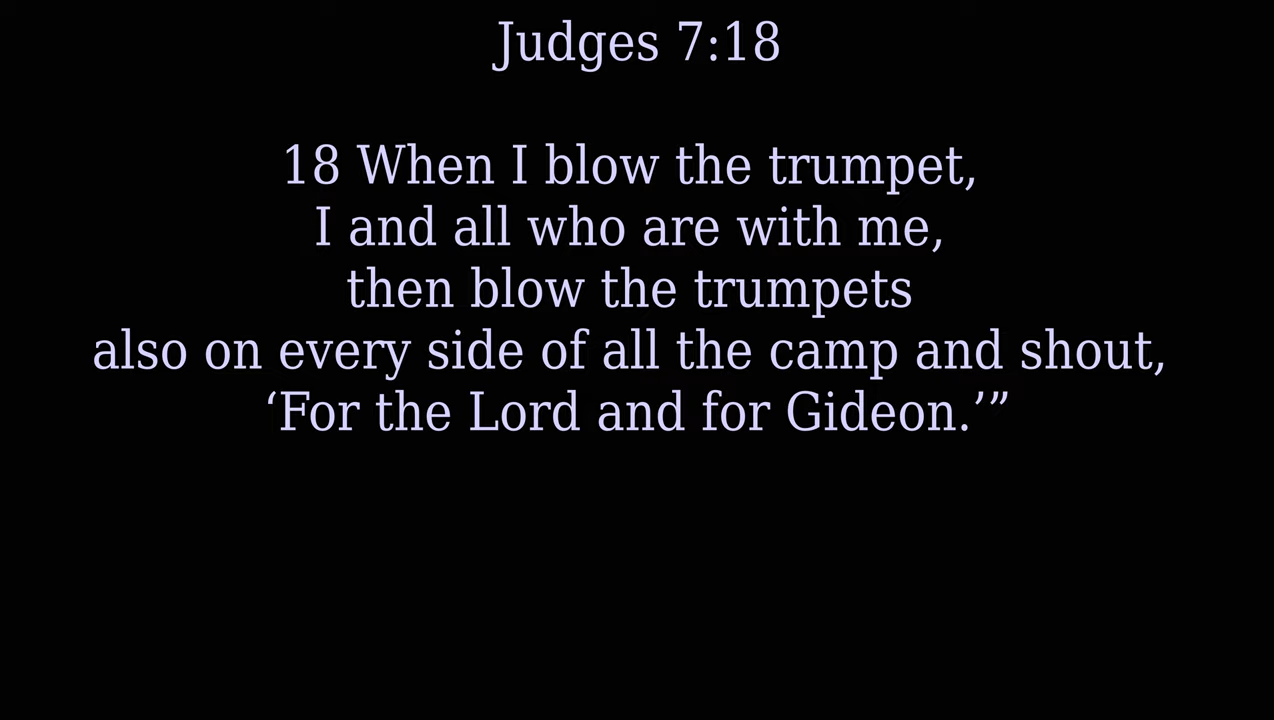 Judges 7:18
18 When I blow the trumpet,
I and all who are with me,
then blow the trumpets
also on every side of all the camp and shout,
‘For the Lord and for Gideon.’”